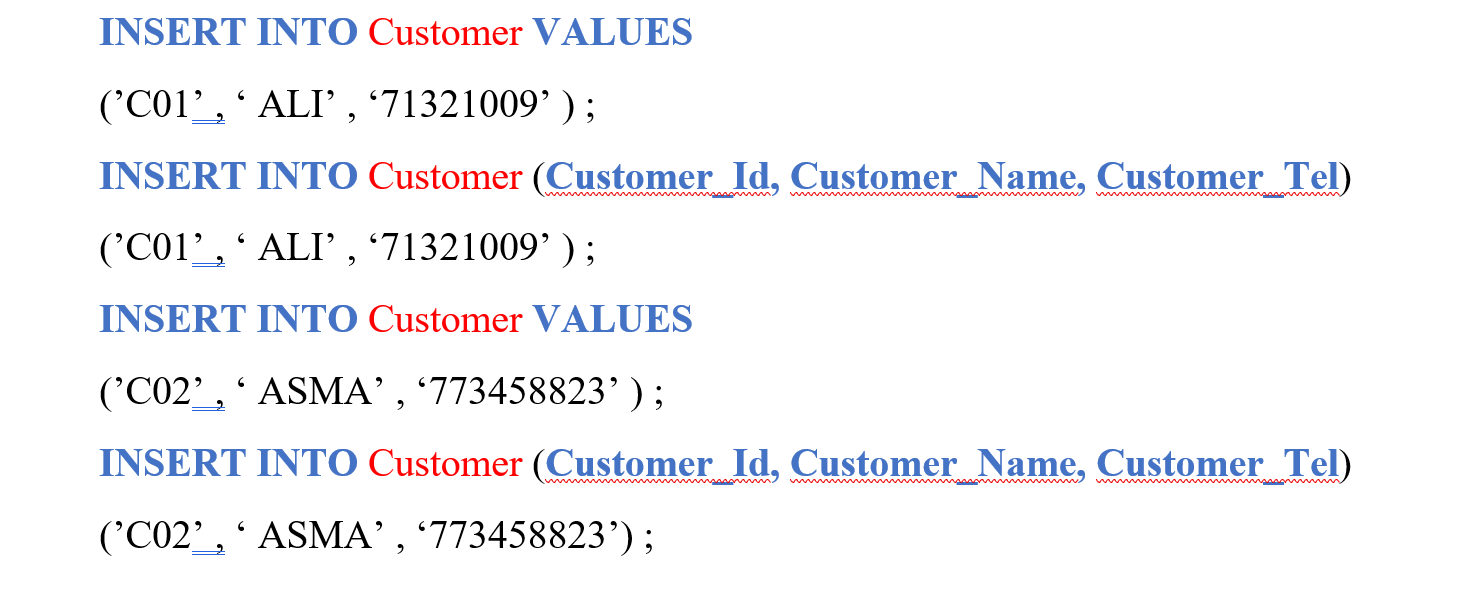 INSERT INTO Customer VALUES
(’C01’ , ‘ ALI’ , ‘71321009’ ) ;
INSERT INTO Customer (Customer_Id, Customer_Name, Customer_Tel)
(’C01’ , ‘ ALI’ , ‘71321009’ ) ;
INSERT INTO Customer VALUES
(’C02’ , ‘ ASMA’ , ‘773458823’ ) ;
INSERT INTO Customer (Customer_Id, Customer_Name, Customer_Tel)
(’C02’ , ‘ ASMA’ , ‘773458823’) ;